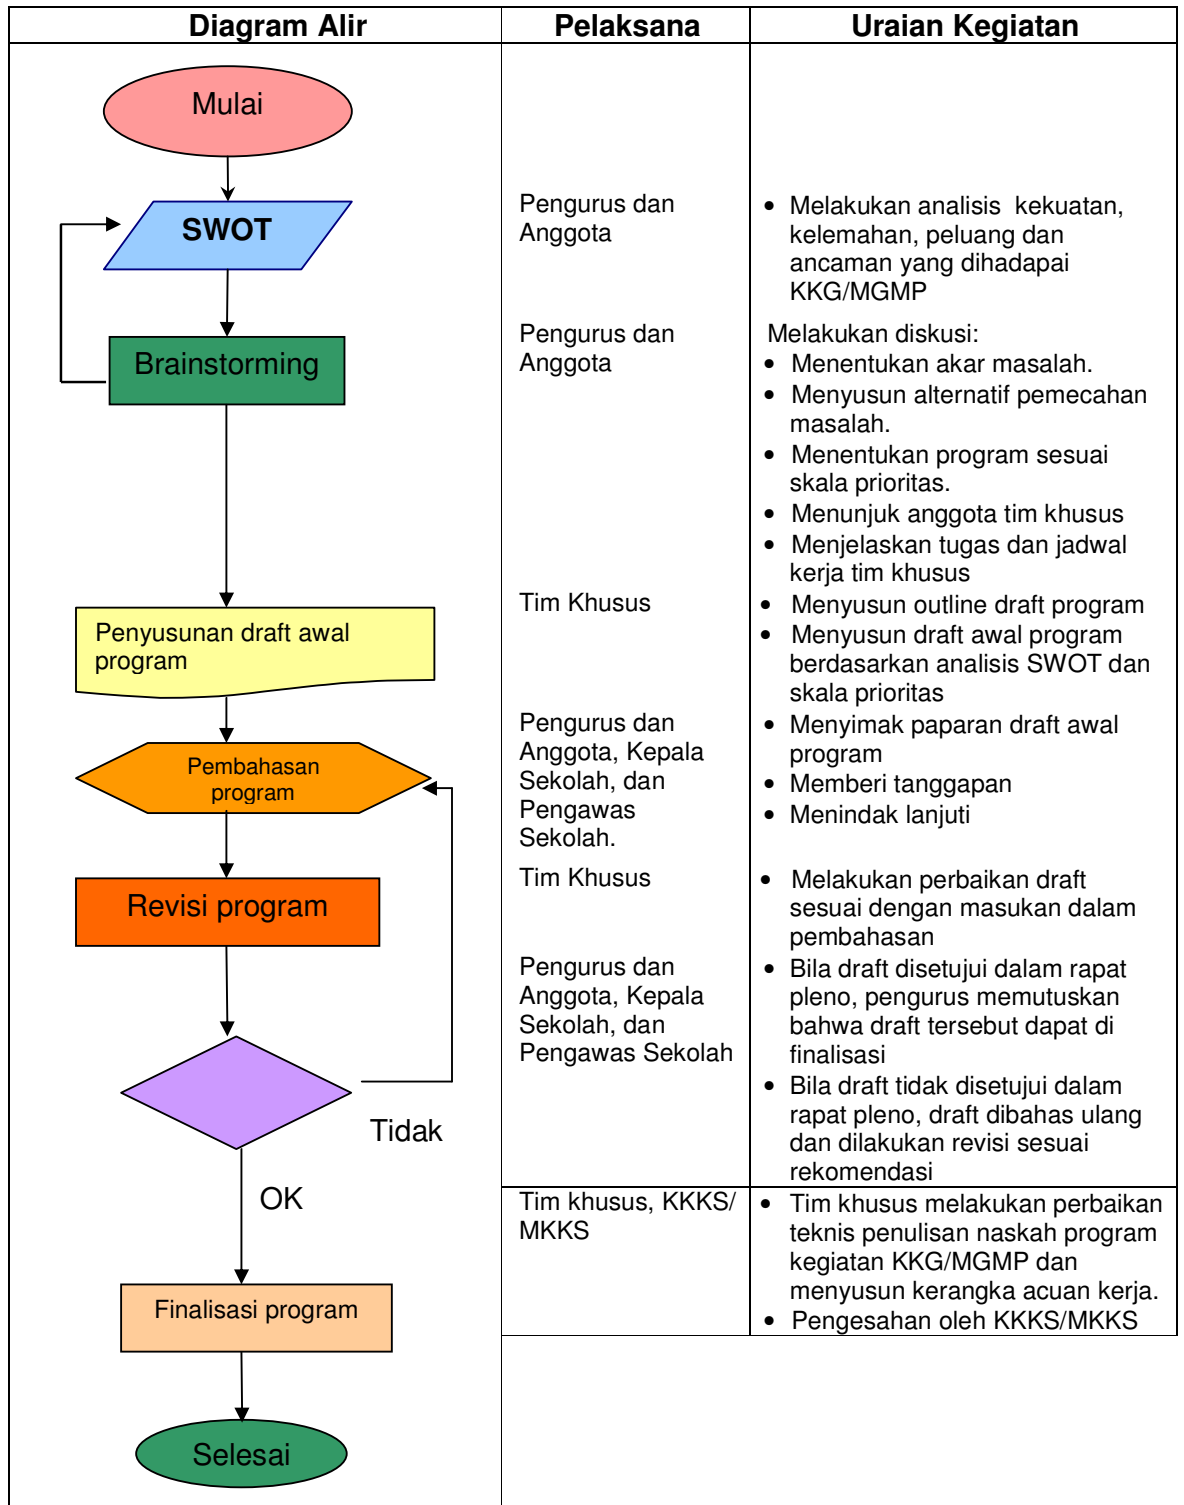 Diagram Alir
Pelaksana
Uraian Kegiatan
Mulai
SWOT
Pengurus dan
Anggota
• Melakukan analisis kekuatan,
kelemahan, peluang dan
ancaman yang dihadapai
KKG/MGMP
Brainstorming
Pengurus dan
Anggota
Melakukan diskusi:
• Menentukan akar masalah.
• Menyusun alternatif pemecahan
masalah.
• Menentukan program sesuai
skala prioritas.
• Menunjuk anggota tim khusus
• Menjelaskan tugas dan jadwal
kerja tim khusus
Penyusunan draft awal
program
Tim Khusus
• Menyusun outline draft program
• Menyusun draft awal program
berdasarkan analisis SWOT dan
skala prioritas
Pembahasan
program
Pengurus dan
Anggota, Kepala
Sekolah, dan
Pengawas
Sekolah.
• Menyimak paparan draft awal
program
• Memberi tanggapan
• Menindak lanjuti
Revisi program
Tim Khusus
• Melakukan perbaikan draft
sesuai dengan masukan dalam
pembahasan
Tidak
OK
Pengurus dan
Anggota, Kepala
Sekolah, dan
Pengawas Sekolah
• Bila draft disetujui dalam rapat
pleno, pengurus memutuskan
bahwa draft tersebut dapat di
finalisasi
• Bila draft tidak disetujui dalam
rapat pleno, draft dibahas ulang
dan dilakukan revisi sesuai
rekomendasi
Finalisasi program
Tim khusus, KKKS/
MKKS
• Tim khusus melakukan perbaikan
teknis penulisan naskah program
kegiatan KKG/MGMP dan
menyusun kerangka acuan kerja.
• Pengesahan oleh KKKS/MKKS
Selesai